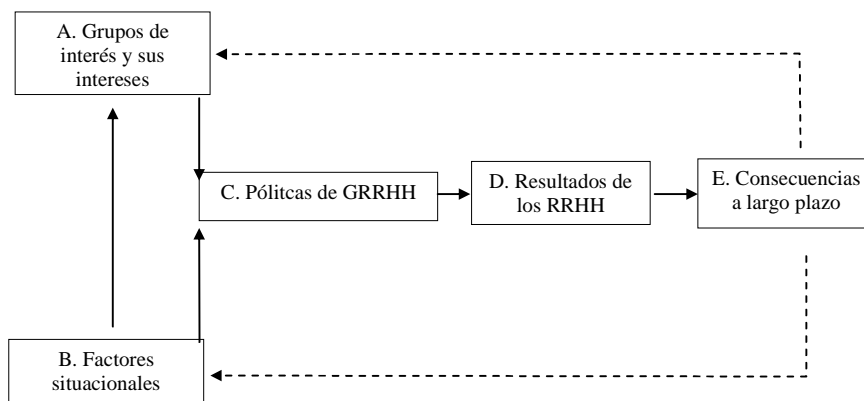 A. Grupos de
interés y sus
intereses
C. Pólitcas de GRRHH
D. Resultados de
los RRHH
E. Consecuencias
a largo plazo
B. Factores
situacionales